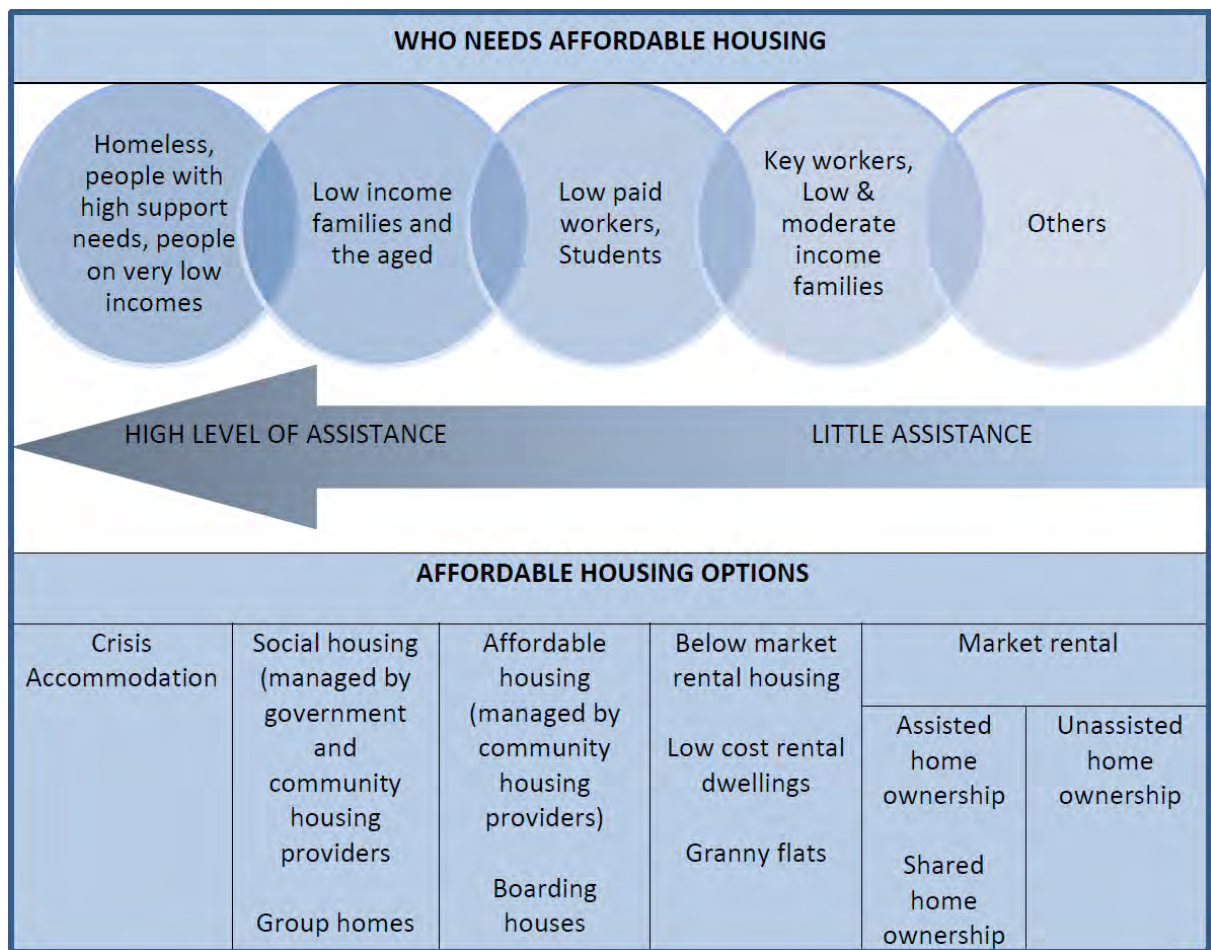 WHO NEEDS AFFORDABLE HOUSING
Homeless,
people with
high support
needs, people
on very low
incomes
Low income
families and
the aged
Low paid
workers,
Students
Key workers,
Low &
moderate
income
families
Others
HIGH LEVEL OF ASSISTANCE
LITTLE ASSISTANCE
AFFORDABLE HOUSING OPTIONS
Crisis
Accommodation
Social housing
(managed by
government
and
community
housing
providers
Group homes
Affordable
housing
(managed by
community
housing
providers)
Boarding
houses
Below market
rental housing
Low cost rental
dwellings
Granny flats
Market rental
Assisted
home
ownership
Shared
home
ownership
Unassisted
home
ownership